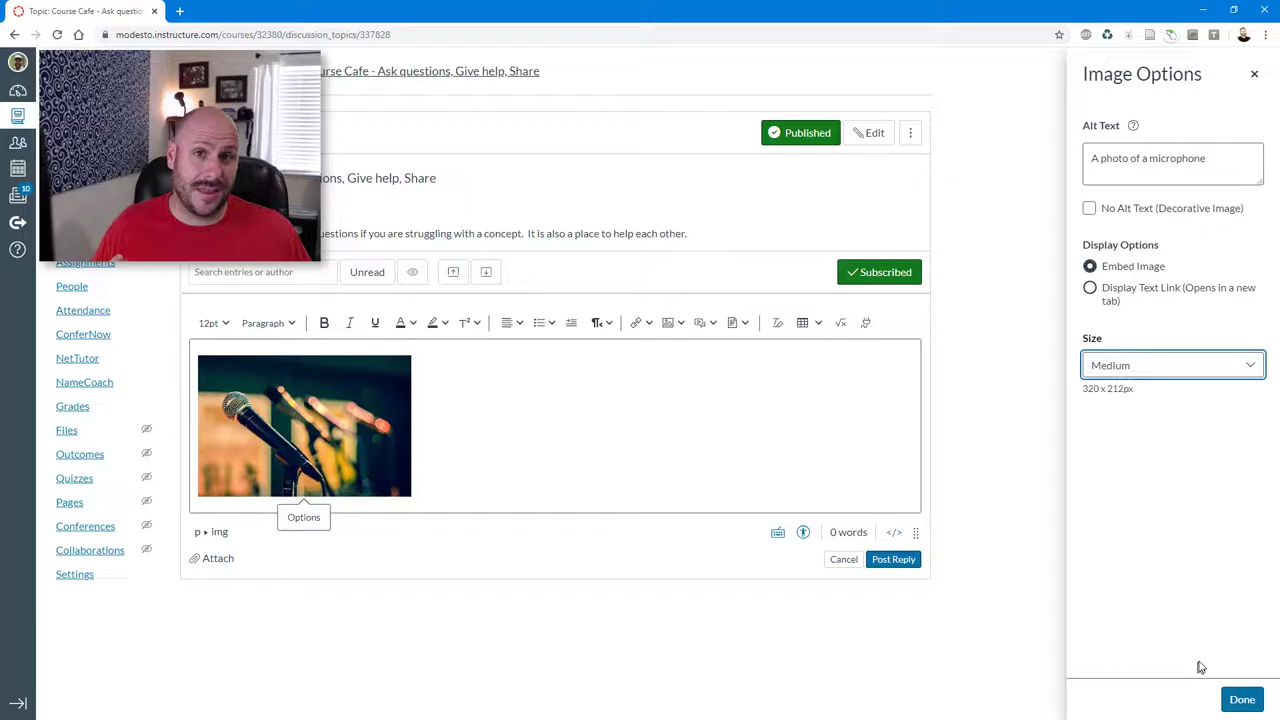 Topic: Course Cafe - Ask questio
modesto.instructure.com/courses/32380/discussion_topics/337828
urse Cafe - Ask questions, Give help, Share
Published
Edit
ons, Give help, Share
uestions if you are struggling with a concept. It is also a place to help each other.
Search entries or author
Unread
Subscribed
10
Assignments
People
Attendance
ConferNow
NetTutor
NameCoach
Grades
Files
Outcomes
Quizzes
Pages
Conferences
Collaborations
Settings
12pt
Paragraph
B
I
U
A
T²
Options
p ▸ img
0 words
</>
Attach
Cancel
Post Reply
Image Options
Alt Text
A photo of a microphone
No Alt Text (Decorative Image)
Display Options
Embed Image
Display Text Link (Opens in a new
tab)
Size
Medium
320 x 212px
Done